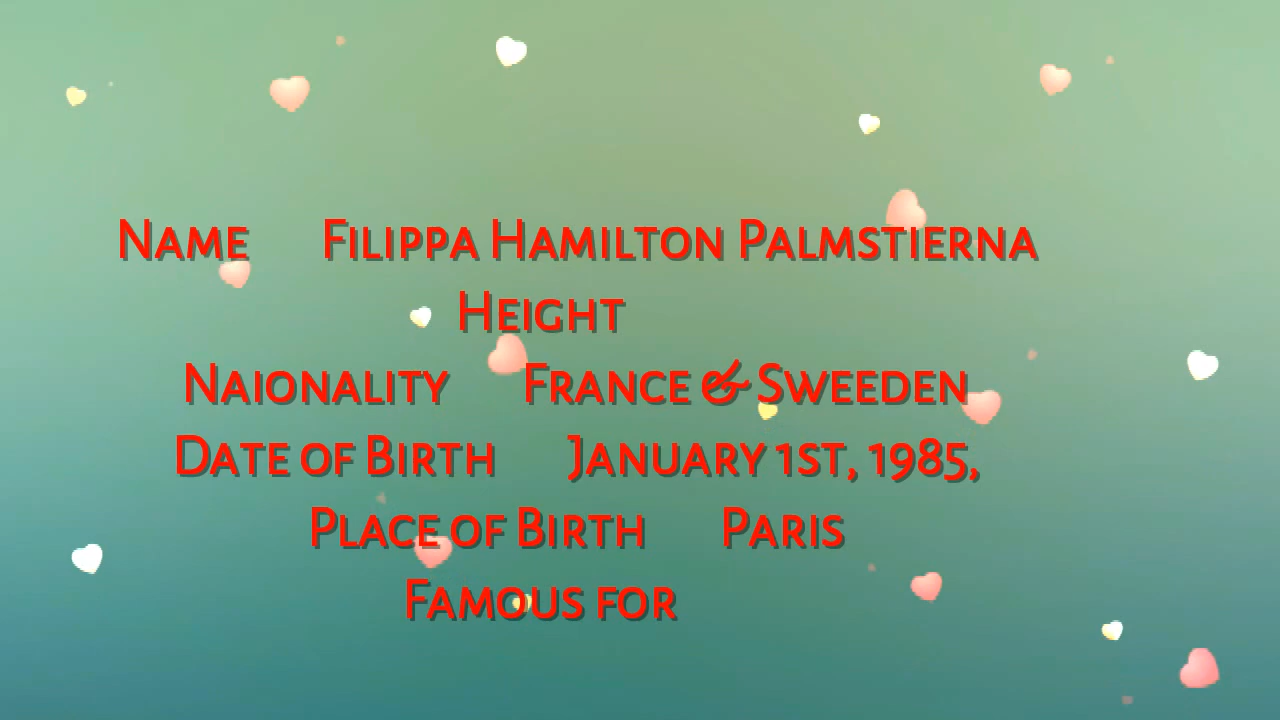 Name Filippa Hamilton Palmstierna
Height
Naionality France & Sweeden
Date of Birth January 1st, 1985,
Place of Birth Paris
Famous for